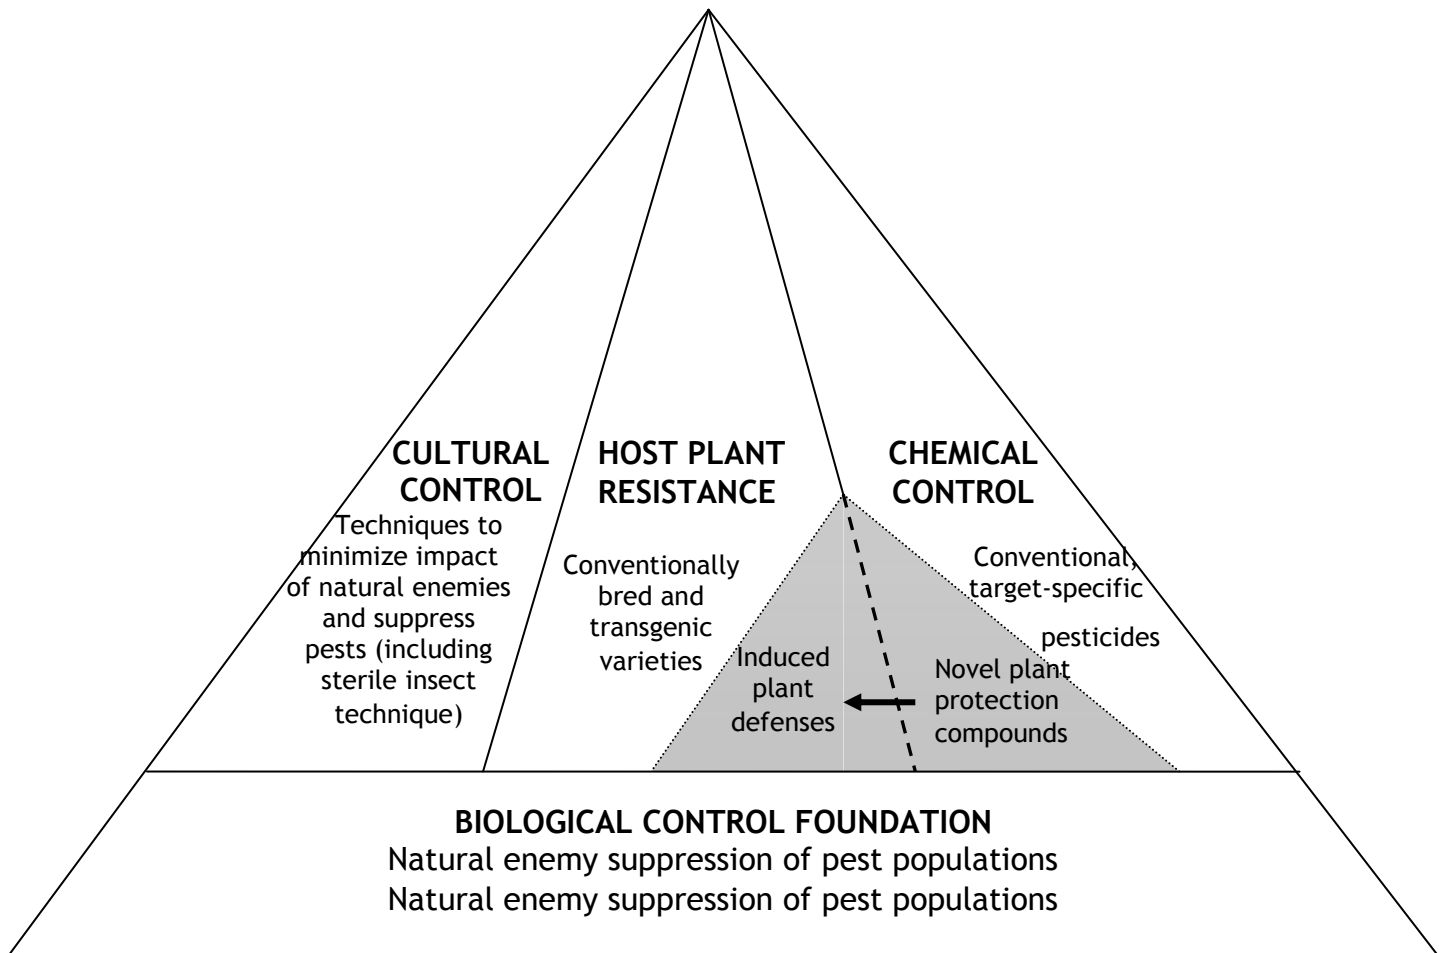 CULTURAL
CONTROL
Techniques to
minimize impact
of natural enemies
and suppress
pests (including
sterile insect
technique)
HOST PLANT
RESISTANCE
Conventionally
bred and
transgenic
varieties
Induced
plant
defenses
CHEMICAL
CONTROL
Conventional,
target-specific
pesticides
Novel plant
protection
compounds
BIOLOGICAL CONTROL FOUNDATION
Natural enemy suppression of pest populations
Natural enemy suppression of pest populations